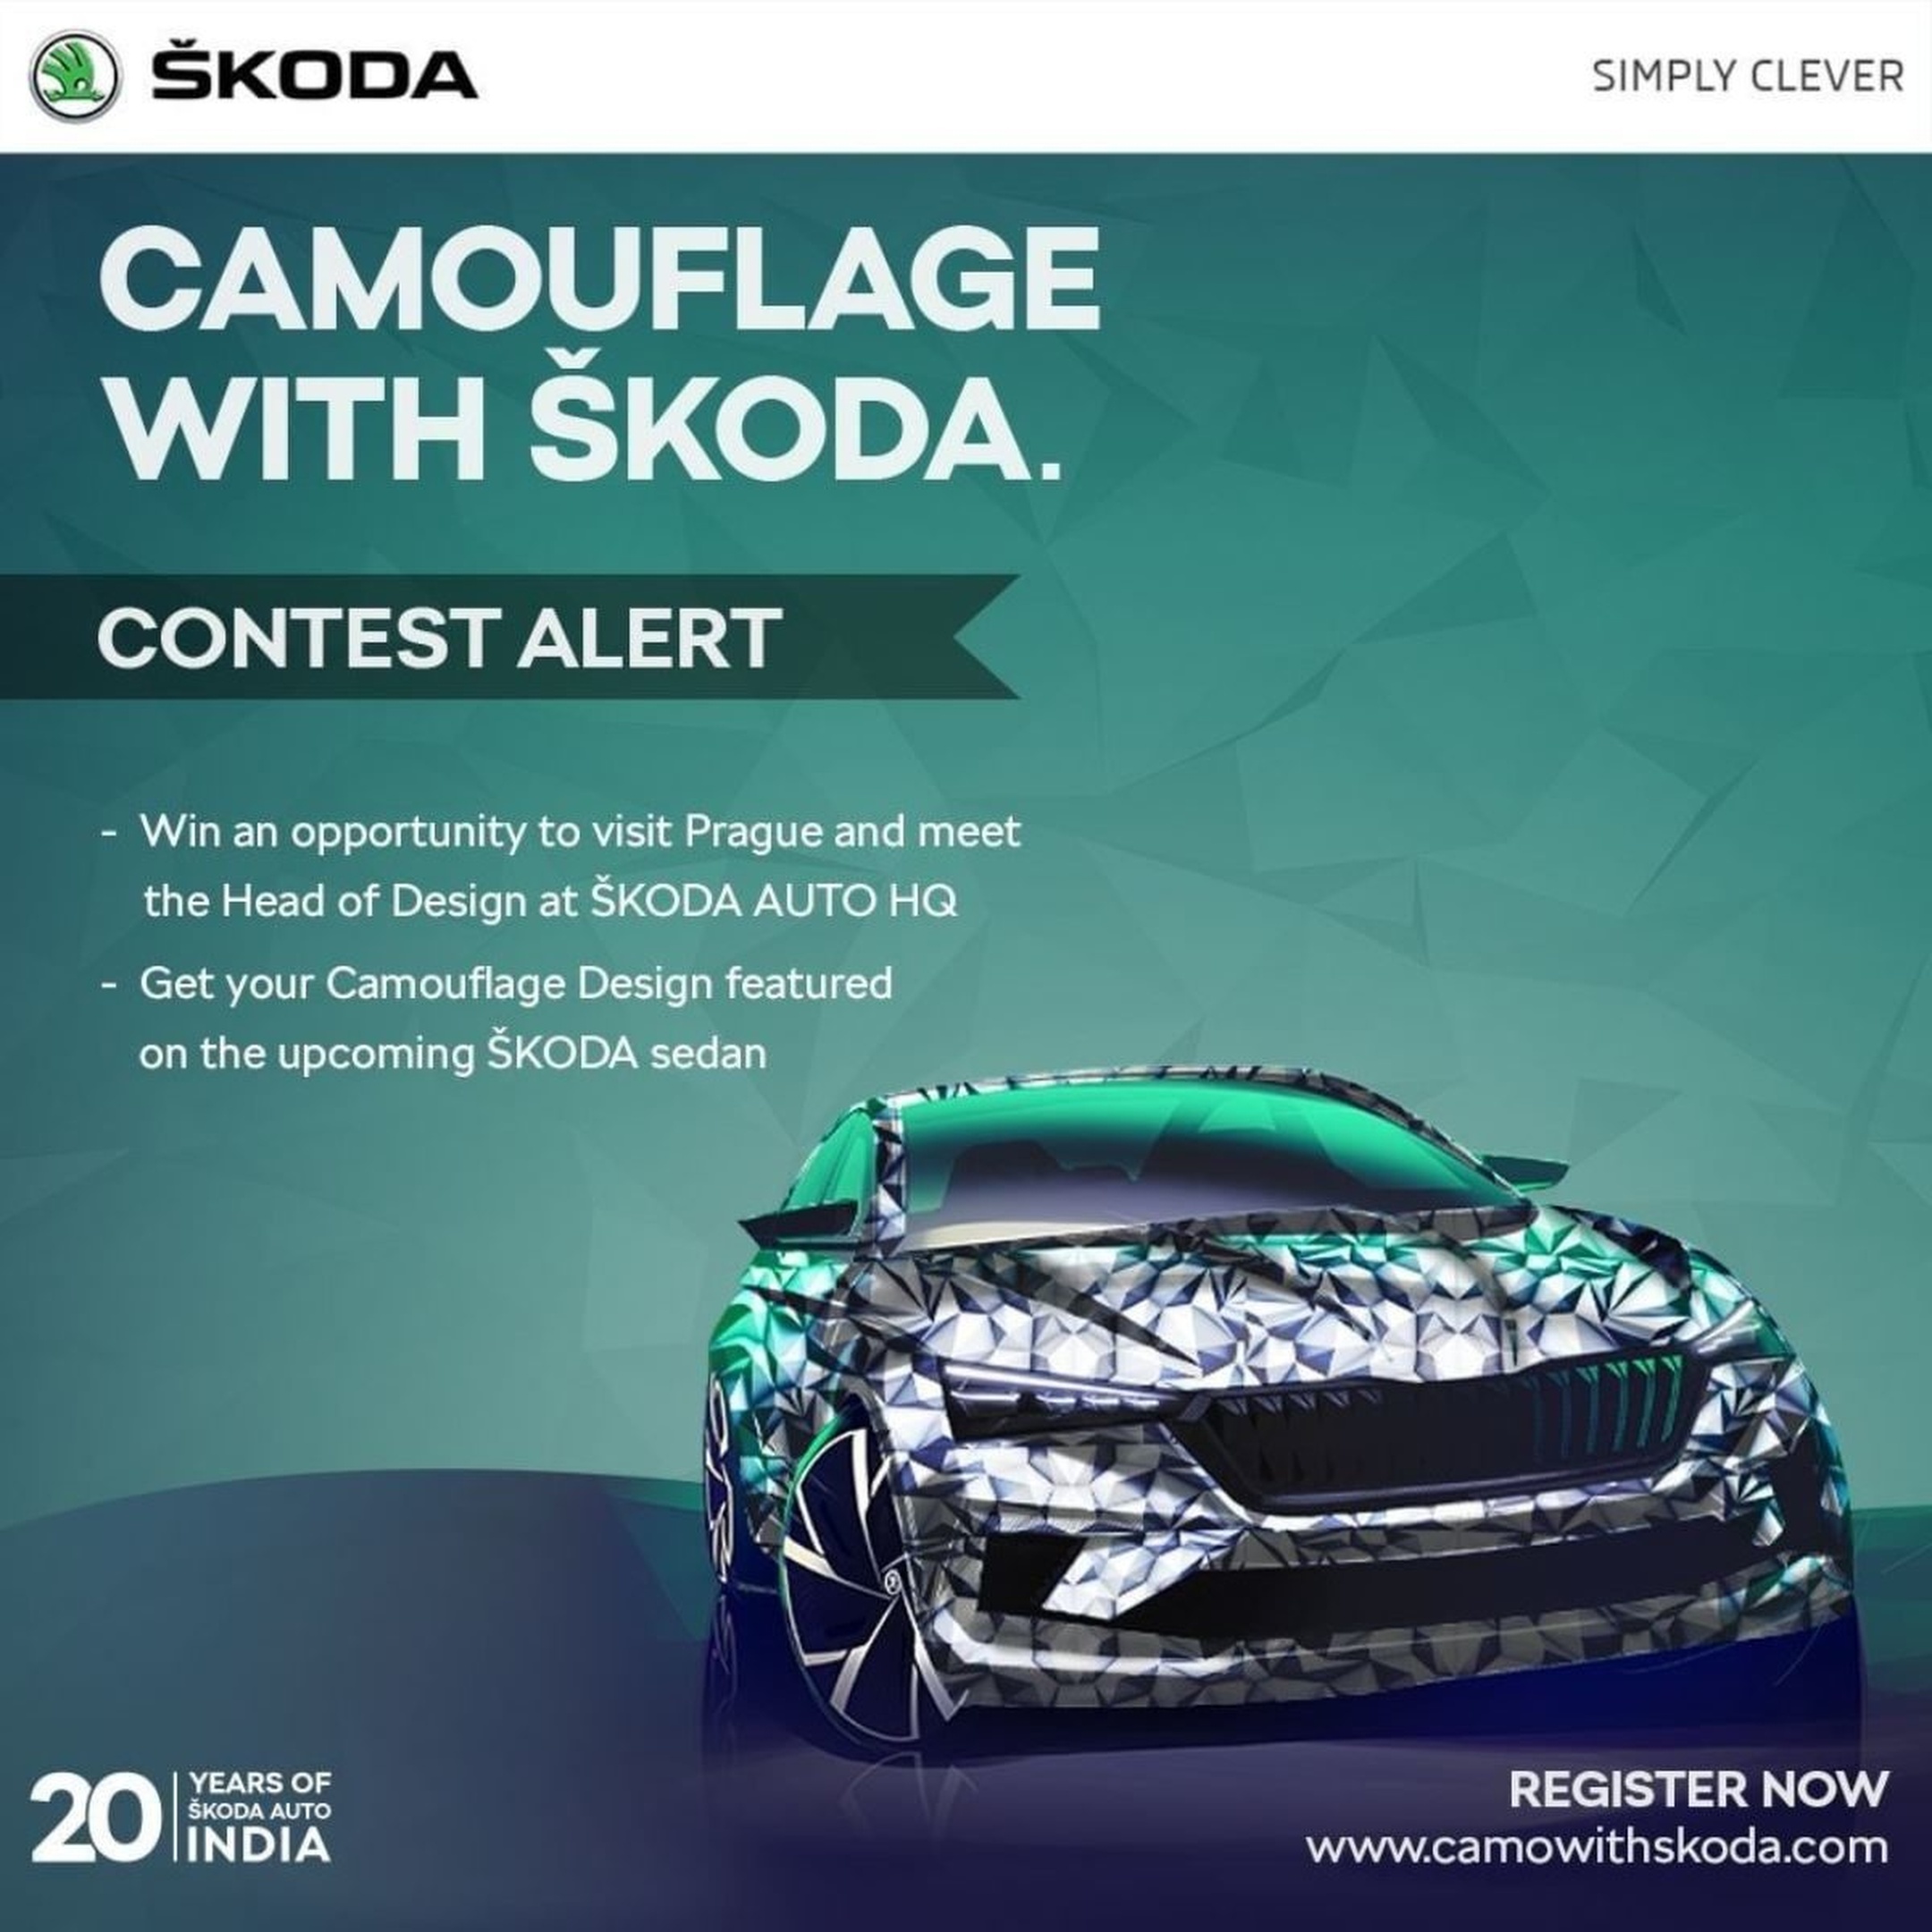 ŠKODA
SIMPLY CLEVER
CAMOUFLAGE
WITH ŠKODA.
CONTEST ALERT
- Win an opportunity to visit Prague and meet
the Head of Design at ŠKODA AUTO HQ
- Get your Camouflage Design featured
on the upcoming ŠKODA sedan
20 YEARS OF
ŠKODA AUTO
INDIA
REGISTER NOW
www.camowithskoda.com